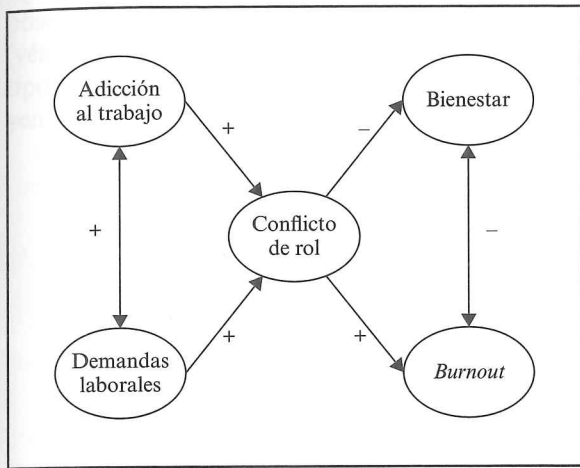 Adicción
al trabajo
Bienestar
+
–
+
Conflicto
de rol
–
+
+
Demandas
laborales
Burnout